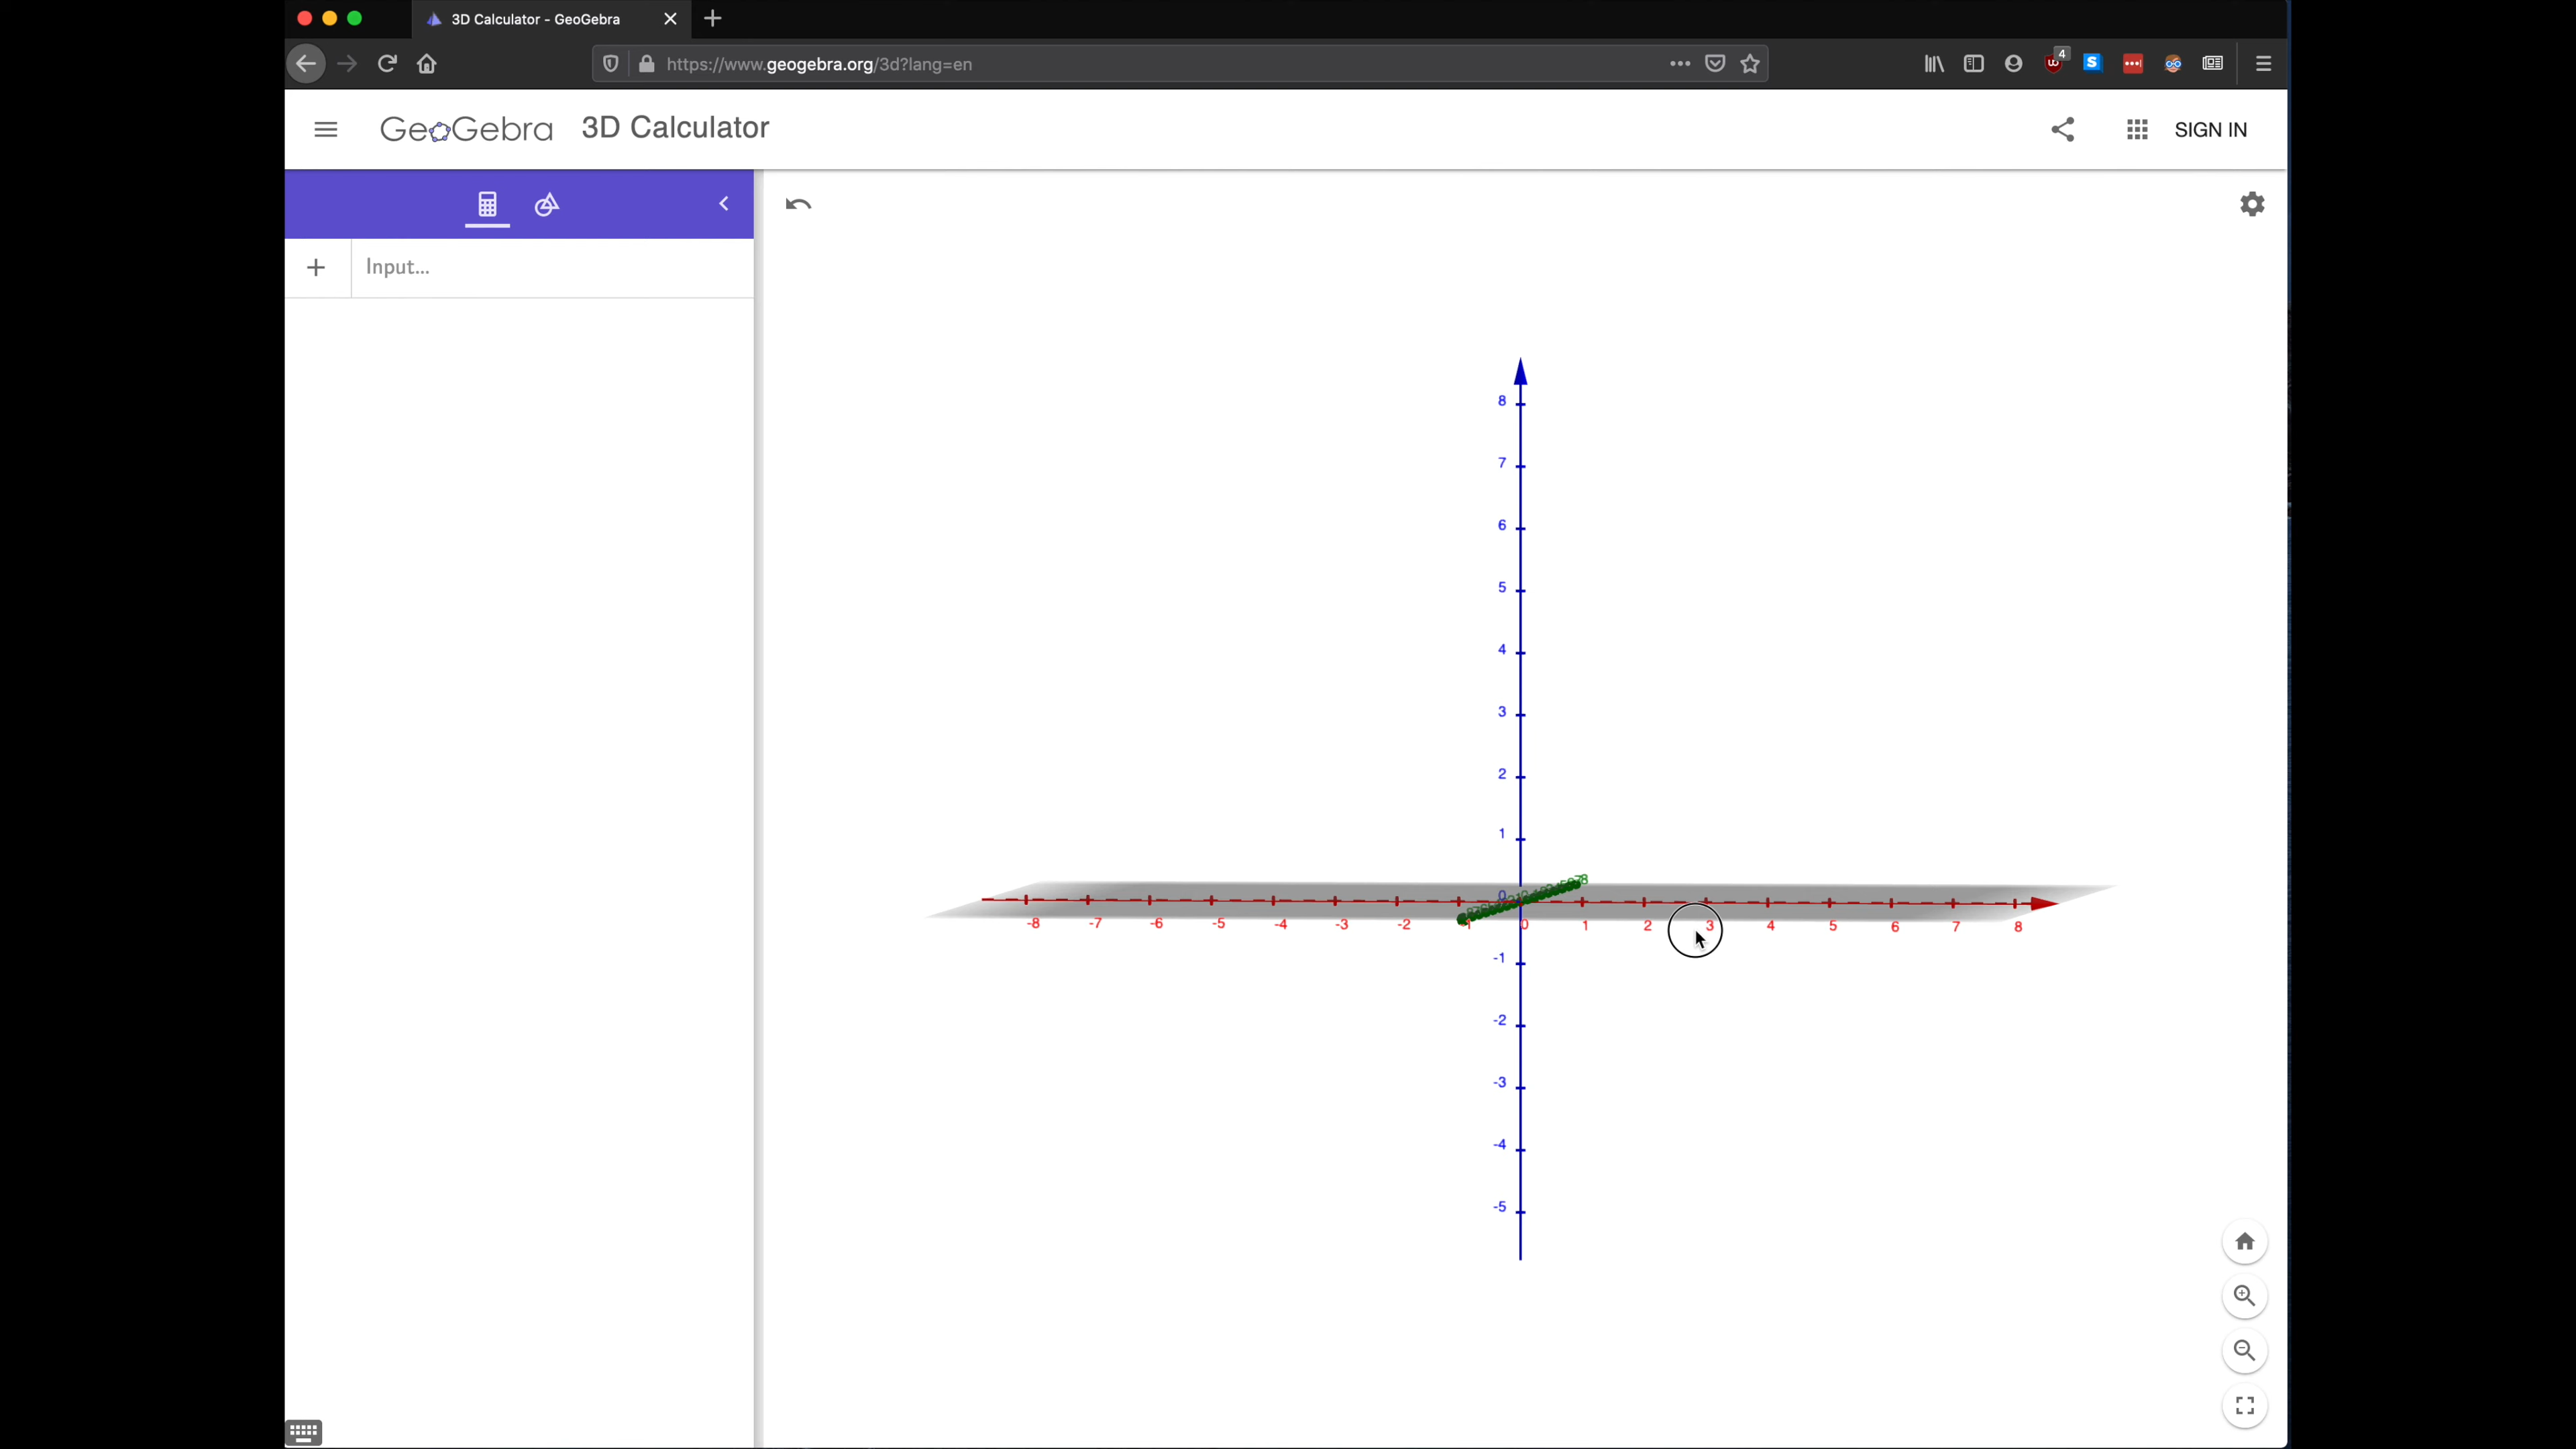 3D Calculator - GeoGebra
https://www.geogebra.org/3d?lang=en
4
S
GeoGebra 3D Calculator
SIGN IN
Input...
8
7
6
5
4
3
2
1
0
-8 -7 -6 -5 -4 -3 -2 -1 0 1 2 3 4 5 6 7 8
-1
-2
-3
-4
-5